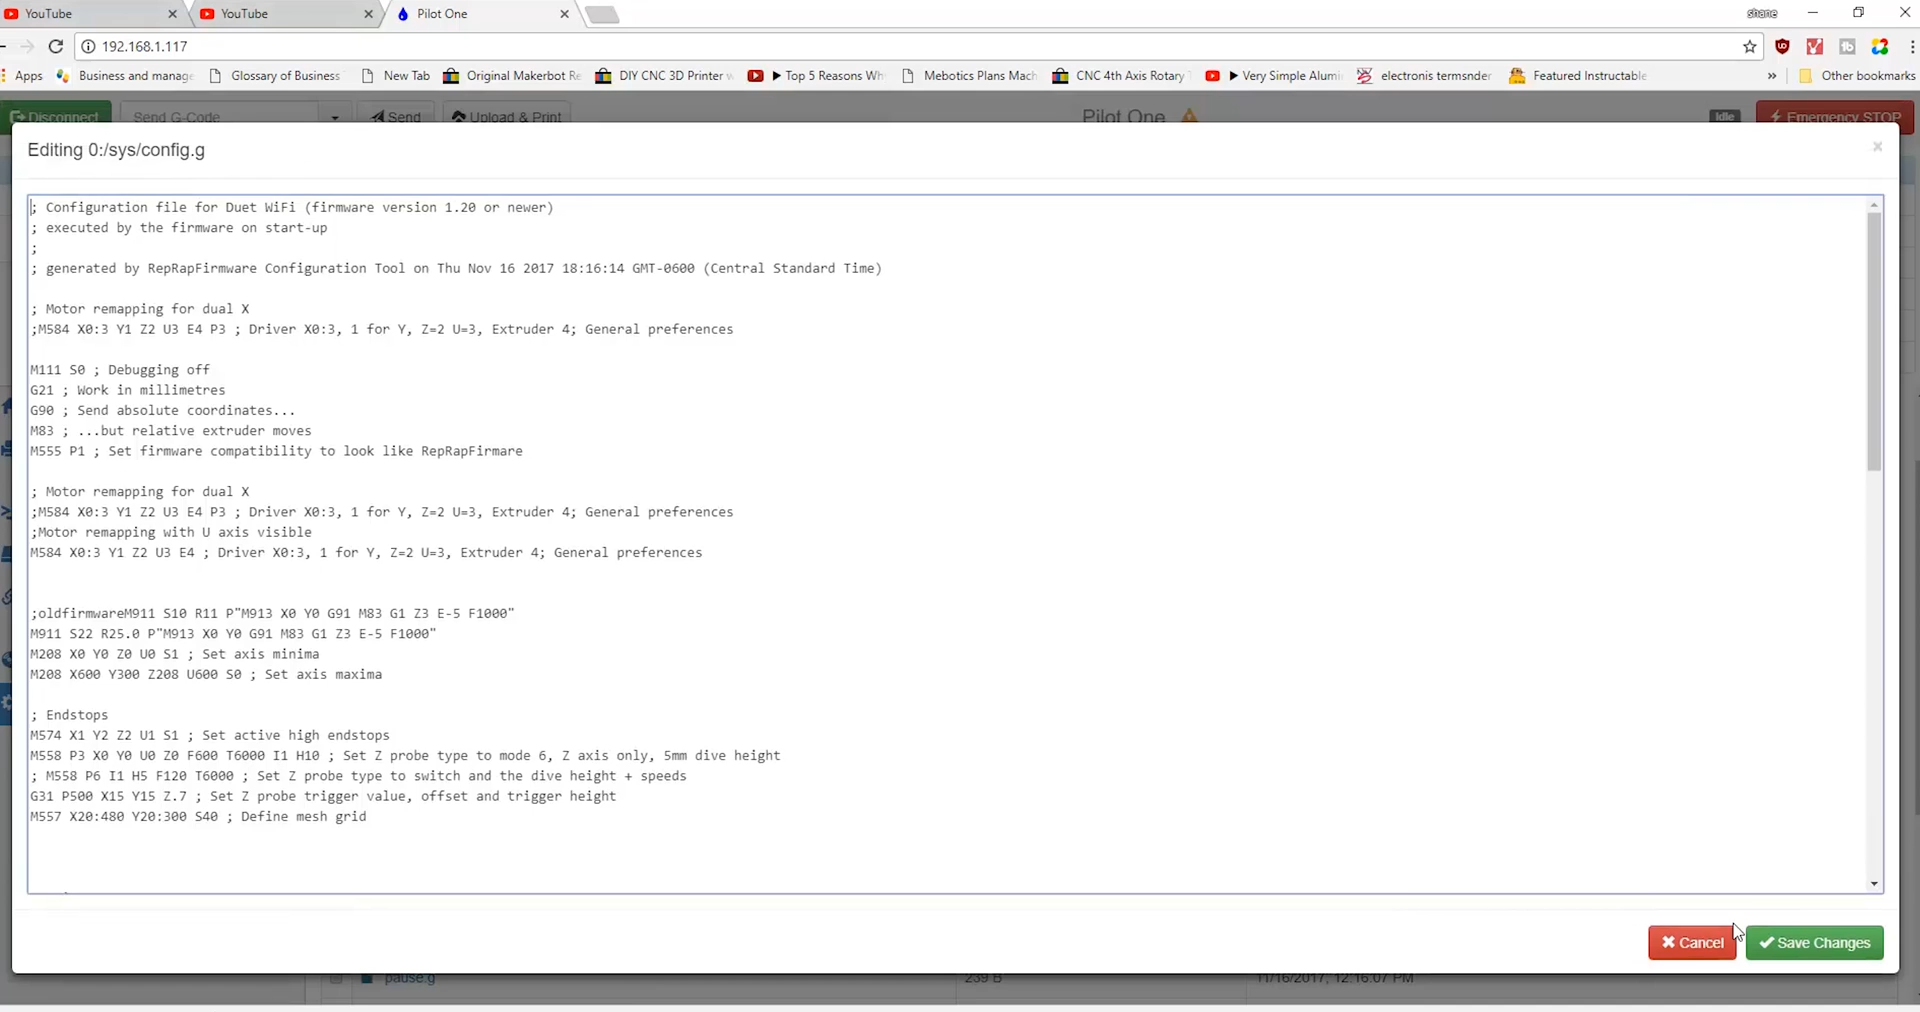 YouTube
YouTube
Pilot One
shane
192.168.1.117
Apps
Business and manage
Glossary of Business
New Tab
Original Makerbot Re
DIY CNC 3D Printer w
Top 5 Reasons Wh
Mebotics Plans Mach
CNC 4th Axis Rotary T
Very Simple Alumi
electronis termsnder
Featured Instructable
»
Other bookmarks
Disconnect
Send G-Code
Send
Upload & Print
Pilot One
Idle
Emergency STOP
Editing 0:/sys/config.g
×
; Configuration file for Duet WiFi (firmware version 1.20 or newer)
; executed by the firmware on start-up
;
; generated by RepRapFirmware Configuration Tool on Thu Nov 16 2017 18:16:14 GMT-0600 (Central Standard Time)
; Motor remapping for dual X
;M584 X0:3 Y1 Z2 U3 E4 P3 ; Driver X0:3, 1 for Y, Z=2 U=3, Extruder 4; General preferences
M111 S0 ; Debugging off
G21 ; Work in millimetres
G90 ; Send absolute coordinates...
M83 ; ...but relative extruder moves
M555 P1 ; Set firmware compatibility to look like RepRapFirmare
; Motor remapping for dual X
;M584 X0:3 Y1 Z2 U3 E4 P3 ; Driver X0:3, 1 for Y, Z=2 U=3, Extruder 4; General preferences
;Motor remapping with U axis visible
M584 X0:3 Y1 Z2 U3 E4 ; Driver X0:3, 1 for Y, Z=2 U=3, Extruder 4; General preferences
;oldfirmwareM911 S10 R11 P"M913 X0 Y0 G91 M83 G1 Z3 E-5 F1000"
M911 S22 R25.0 P"M913 X0 Y0 G91 M83 G1 Z3 E-5 F1000"
M208 X0 Y0 Z0 U0 S1 ; Set axis minima
M208 X600 Y300 Z208 U600 S0 ; Set axis maxima
; Endstops
M574 X1 Y2 Z2 U1 S1 ; Set active high endstops
M558 P3 X0 Y0 U0 Z0 F600 T6000 I1 H10 ; Set Z probe type to mode 6, Z axis only, 5mm dive height
; M558 P6 I1 H5 F120 T6000 ; Set Z probe type to switch and the dive height + speeds
G31 P500 X15 Y15 Z.7 ; Set Z probe trigger value, offset and trigger height
M557 X20:480 Y20:300 S40 ; Define mesh grid
Cancel
Save Changes
pause.g
239 B
11/16/2017, 12:16:07 PM